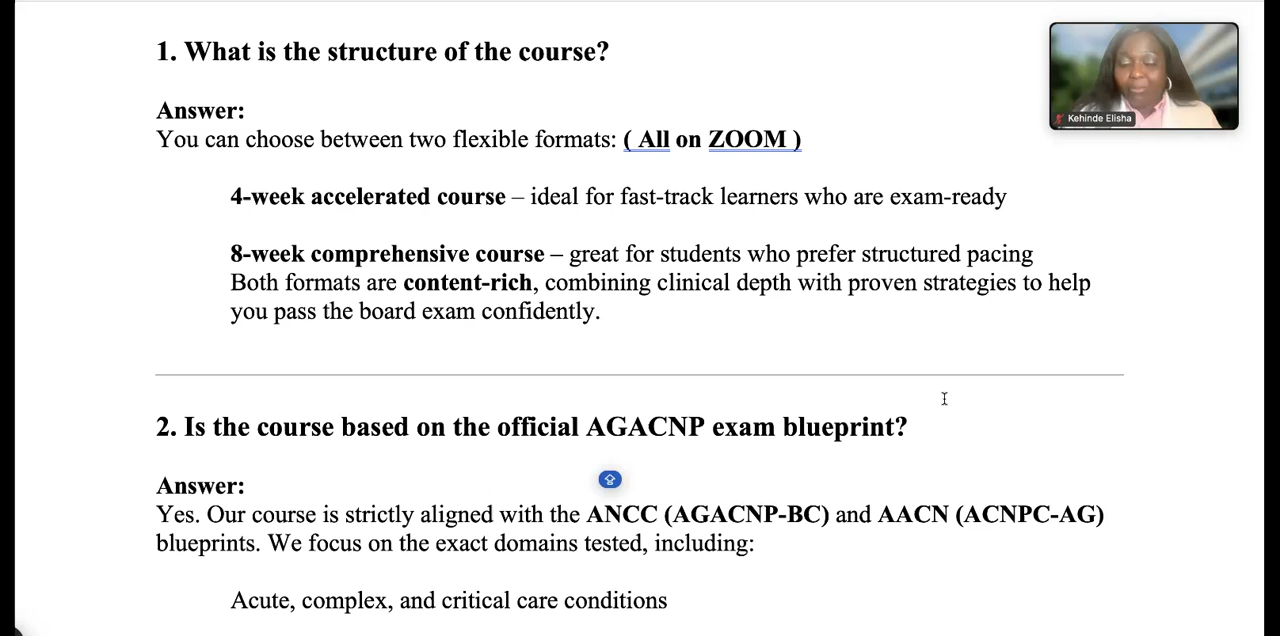 1. What is the structure of the course?
Kehinde Elisha
Answer:
You can choose between two flexible formats: ( All on ZOOM )
4-week accelerated course – ideal for fast-track learners who are exam-ready
8-week comprehensive course – great for students who prefer structured pacing
Both formats are content-rich, combining clinical depth with proven strategies to help
you pass the board exam confidently.
2. Is the course based on the official AGACNP exam blueprint?
Answer:
Yes. Our course is strictly aligned with the ANCC (AGACNP-BC) and AACN (ACNPC-AG)
blueprints. We focus on the exact domains tested, including:
Acute, complex, and critical care conditions